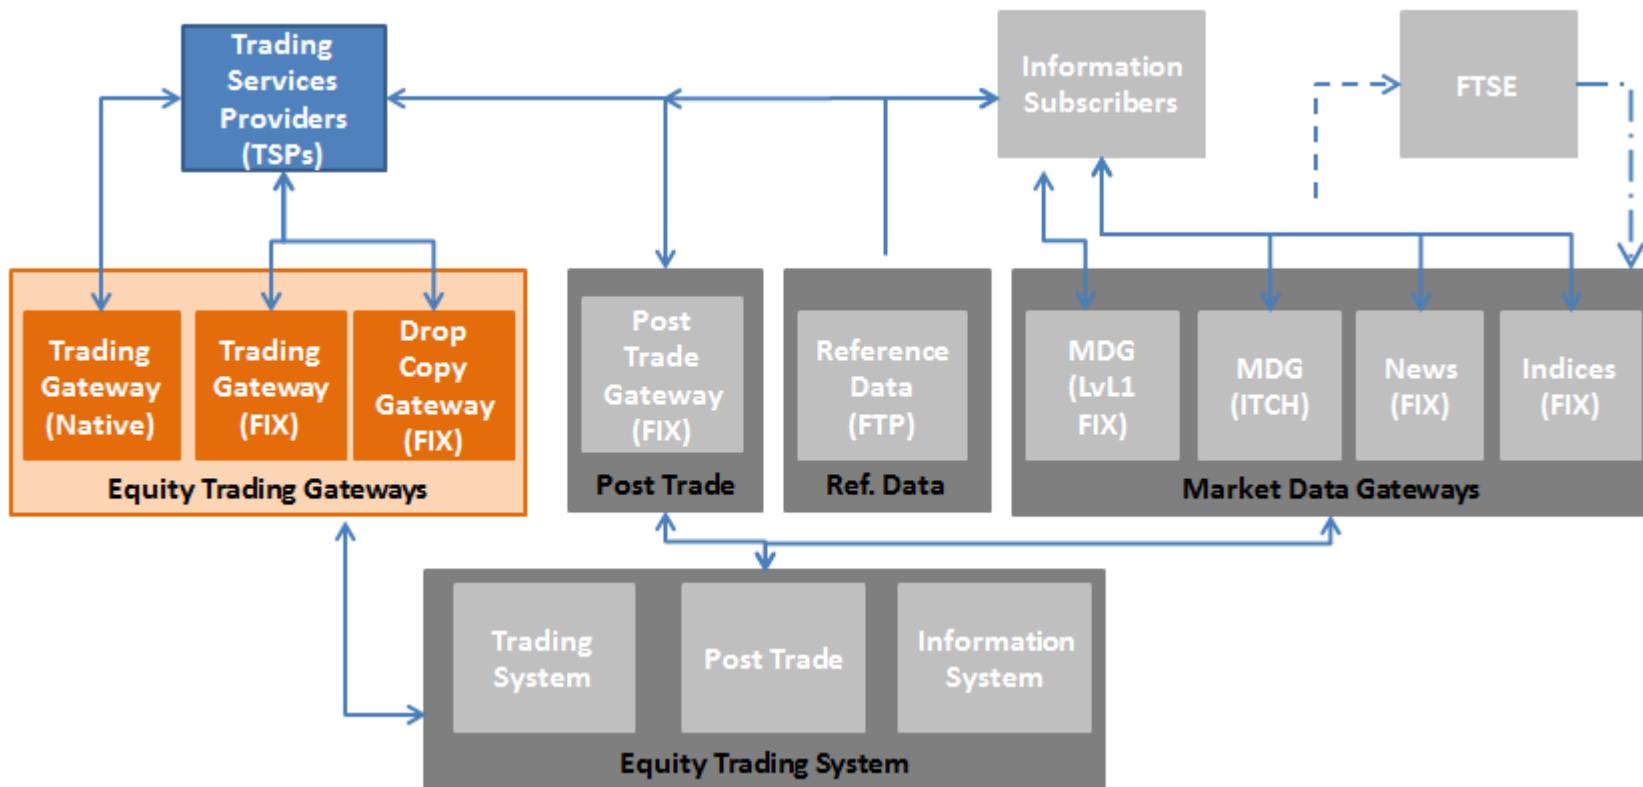 Trading
Services
Providers
(TSPs)
Information
Subscribers
FTSE
Trading
Gateway
(Native)
Trading
Gateway
(FIX)
Drop
Copy
Gateway
(FIX)
Equity Trading Gateways
Post
Trade
Gateway
(FIX)
Post Trade
Reference
Data
(FTP)
Ref. Data
MDG
(LvL1
FIX)
MDG
(ITCH)
News
(FIX)
Indices
(FIX)
Market Data Gateways
Trading
System
Post Trade
Information
System
Equity Trading System